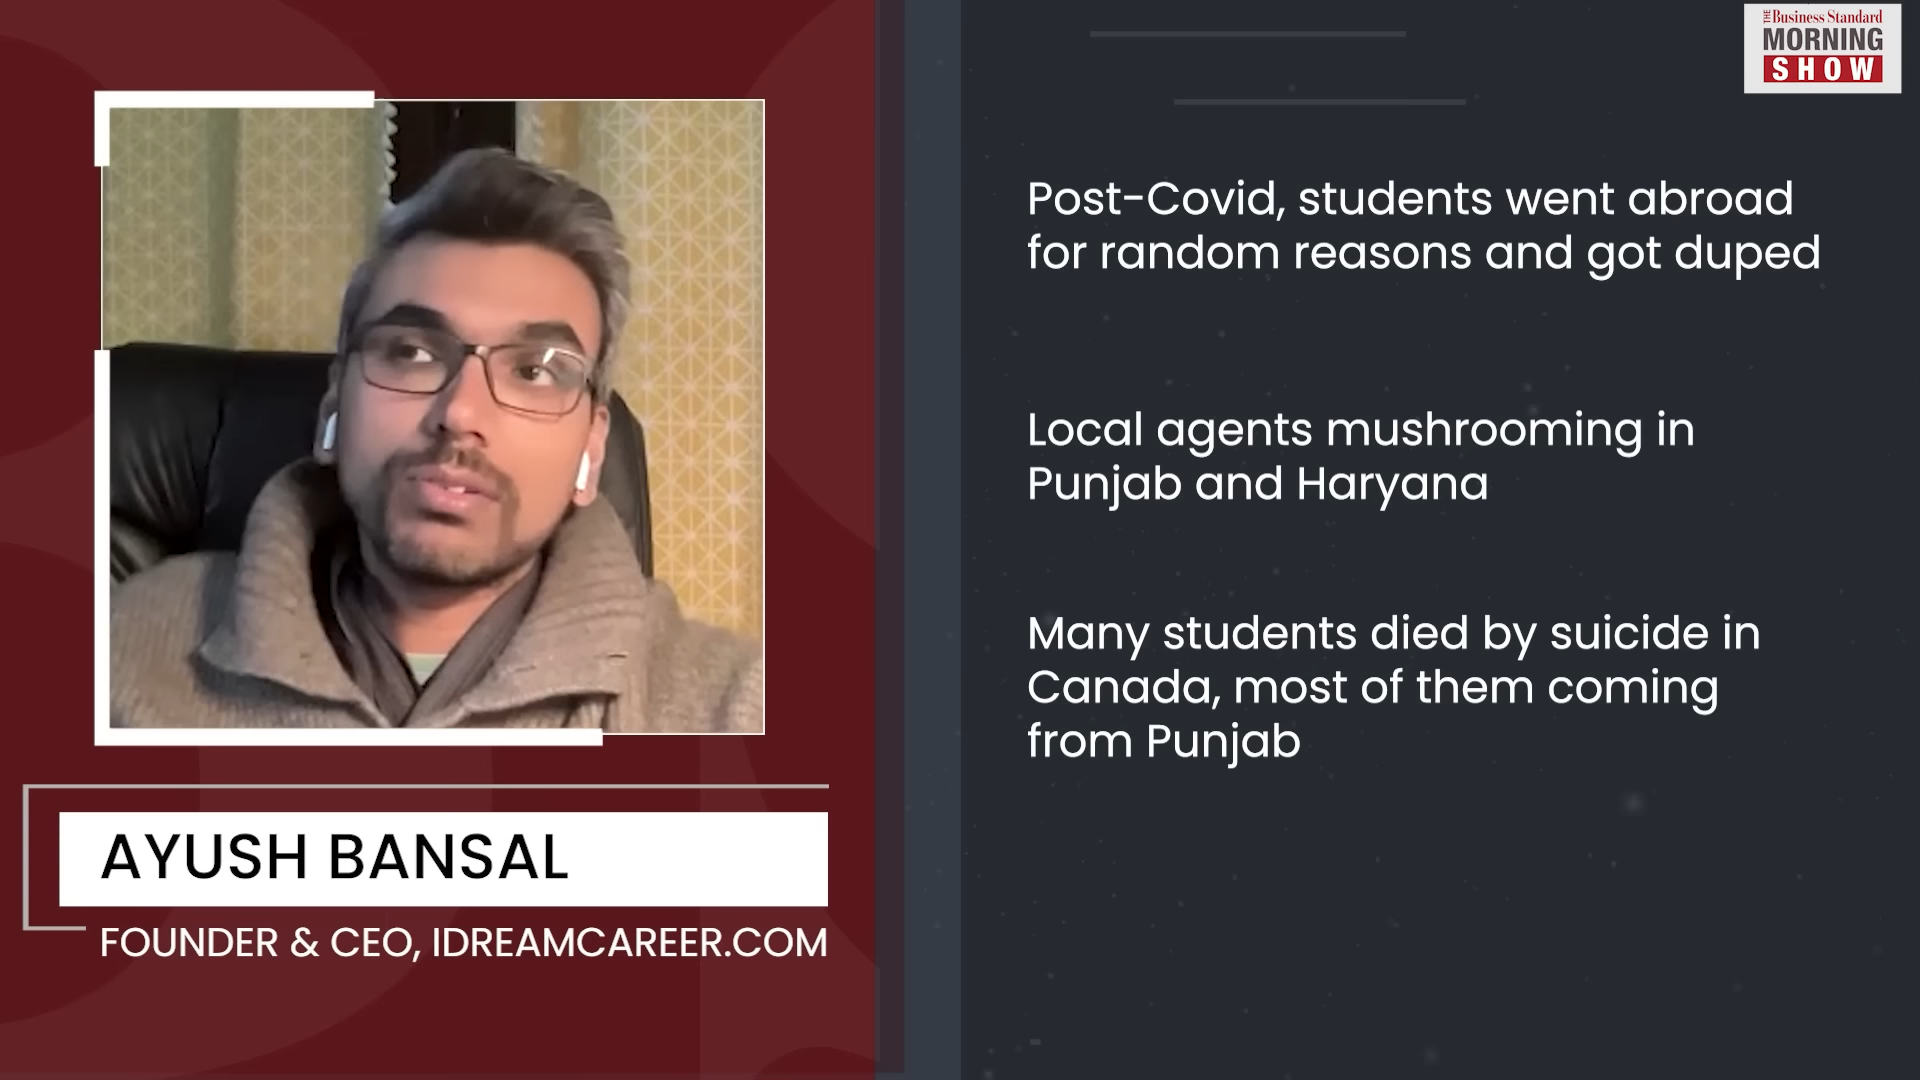 THE Business Standard
MORNING
SHOW
Post-Covid, students went abroad
for random reasons and got duped
Local agents mushrooming in
Punjab and Haryana
Many students died by suicide in
Canada, most of them coming
from Punjab
AYUSH BANSAL
FOUNDER & CEO, IDREAMCAREER.COM